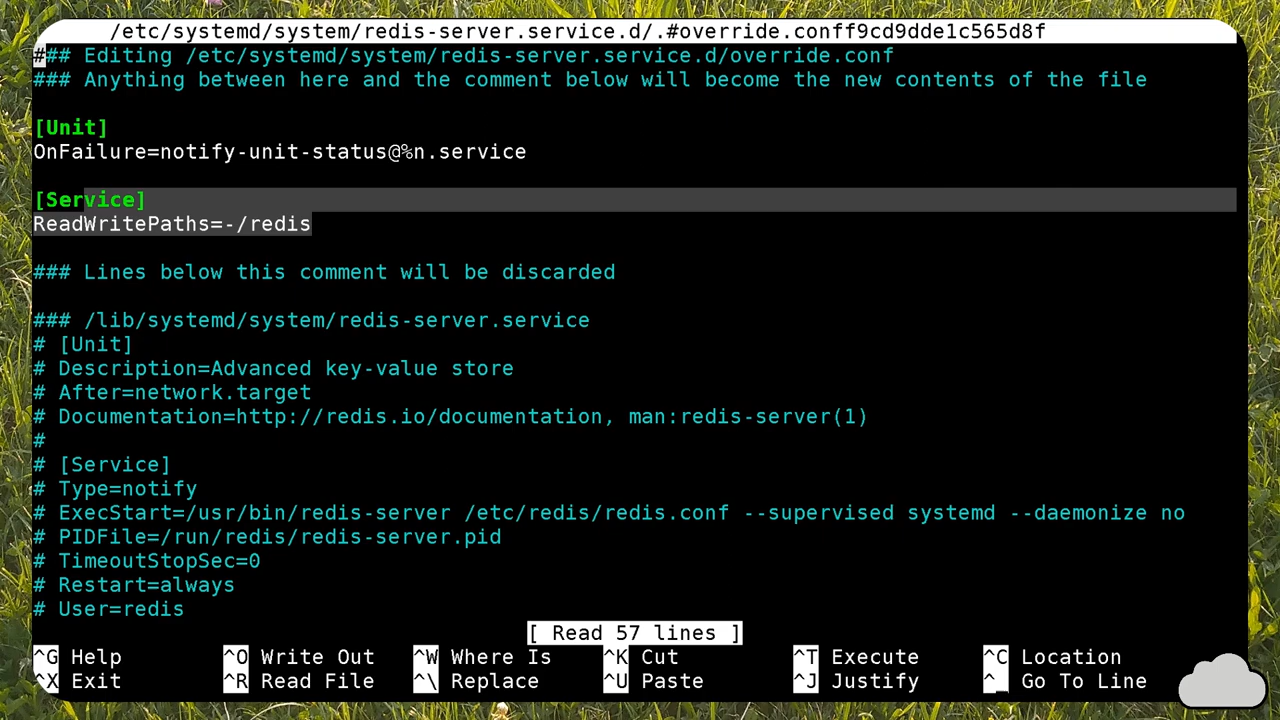 /etc/systemd/system/redis-server.service.d/.#override.conff9cd9dde1c565d8f
### Editing /etc/systemd/system/redis-server.service.d/override.conf
### Anything between here and the comment below will become the new contents of the file
[Unit]
OnFailure=notify-unit-status@%n.service
[Service]
ReadWritePaths=-/redis
### Lines below this comment will be discarded
### /lib/systemd/system/redis-server.service
# [Unit]
# Description=Advanced key-value store
# After=network.target
# Documentation=http://redis.io/documentation, man:redis-server(1)
#
# [Service]
# Type=notify
# ExecStart=/usr/bin/redis-server /etc/redis/redis.conf --supervised systemd --daemonize no
# PIDFile=/run/redis/redis-server.pid
# TimeoutStopSec=0
# Restart=always
# User=redis
[ Read 57 lines ]
^G Help ^O Write Out ^W Where Is ^K Cut ^T Execute ^C Location
^X Exit ^R Read File ^\ Replace ^U Paste ^J Justify ^_ Go To Line